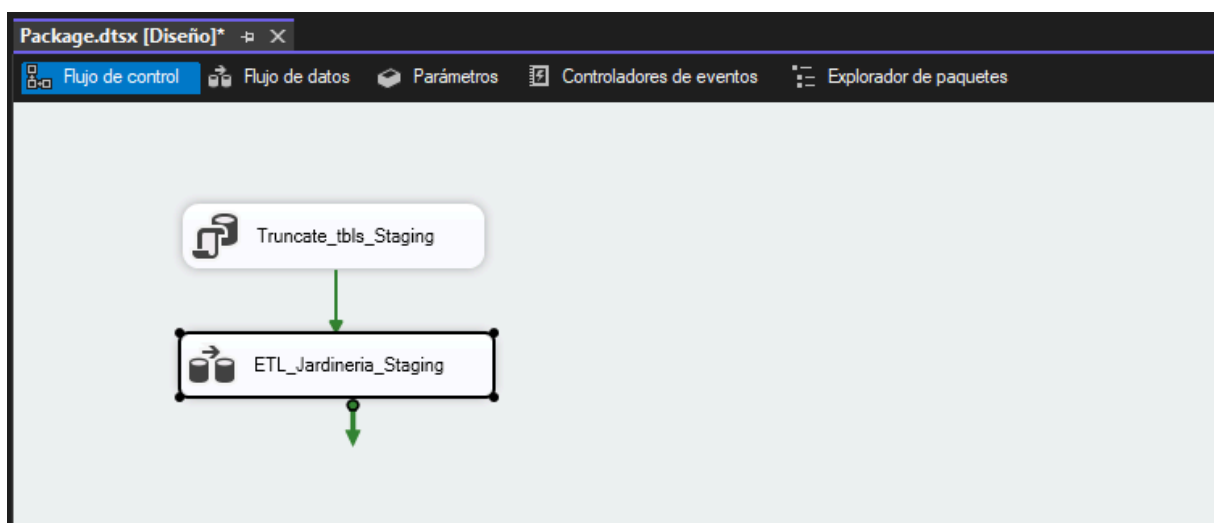 Package.dtsx [Diseño]*
Flujo de control Flujo de datos Parámetros Controladores de eventos Explorador de paquetes
Truncate_tbls_Staging
ETL_Jardineria_Staging